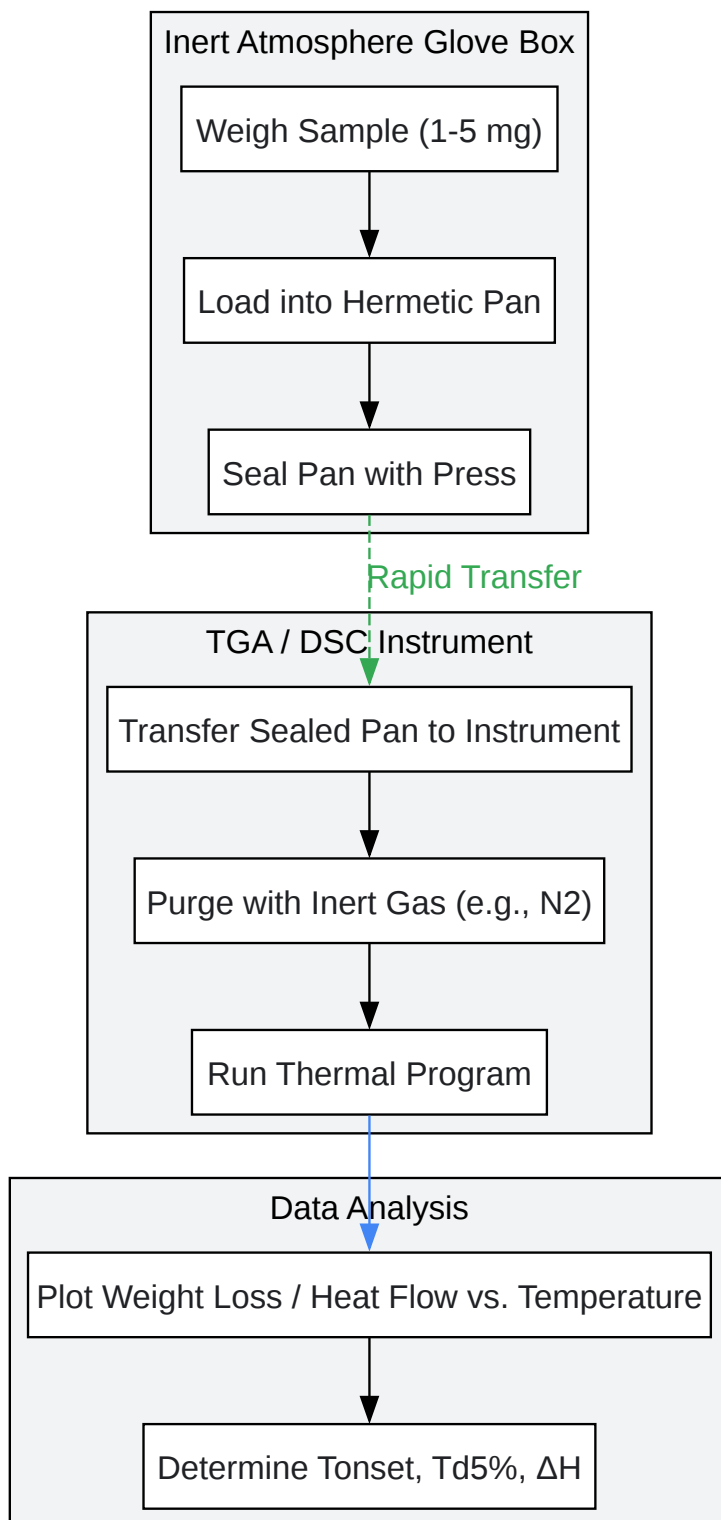 Inert Atmosphere Glove Box
Weigh Sample (1-5 mg)
Load into Hermetic Pan
Seal Pan with Press
Rapid Transfer
TGA / DSC Instrument
Transfer Sealed Pan to Instrument
Purge with Inert Gas (e.g., N2)
Run Thermal Program
Data Analysis
Plot Weight Loss / Heat Flow vs. Temperature
Determine Tonset, Td5%, ΔH